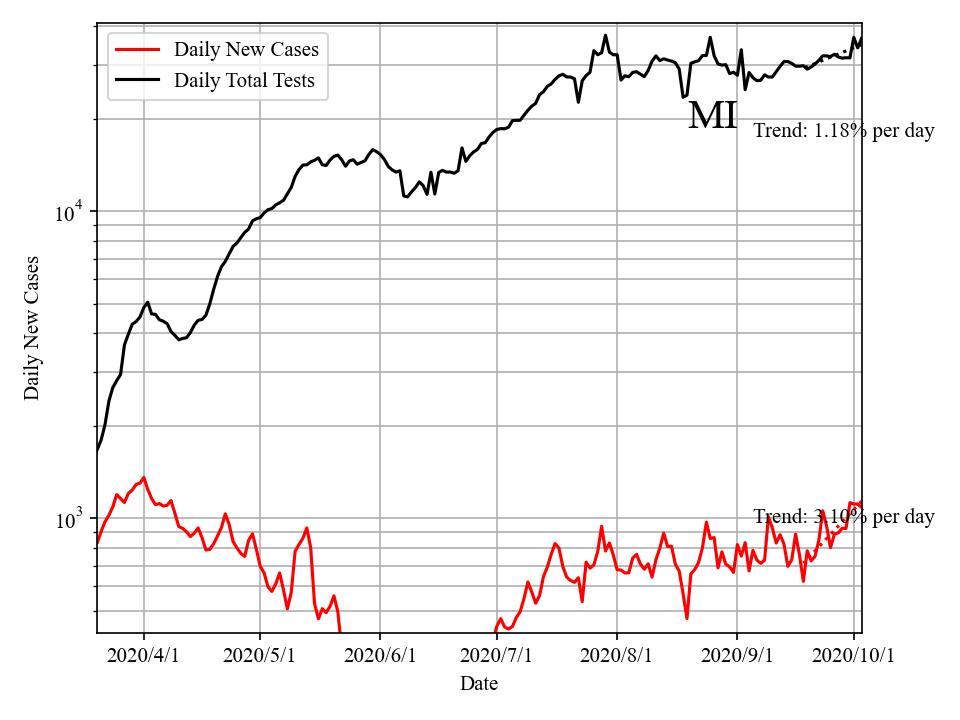 Daily New Cases
Daily Total Tests
MI
Trend: 1.18% per day
10^4
Daily New Cases
10^3
Trend: 3.10% per day
2020/4/1 2020/5/1 2020/6/1 2020/7/1 2020/8/1 2020/9/1 2020/10/1
Date